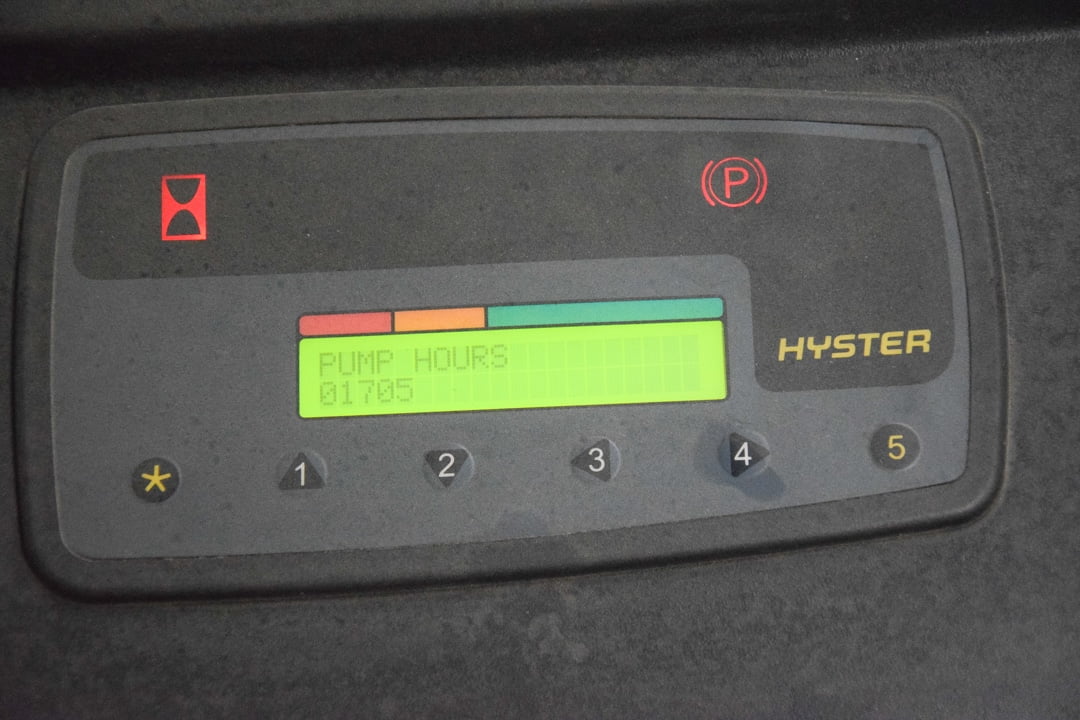 P
HYSTER
PUMP HOURS
01705
* 1 2 3 4 5